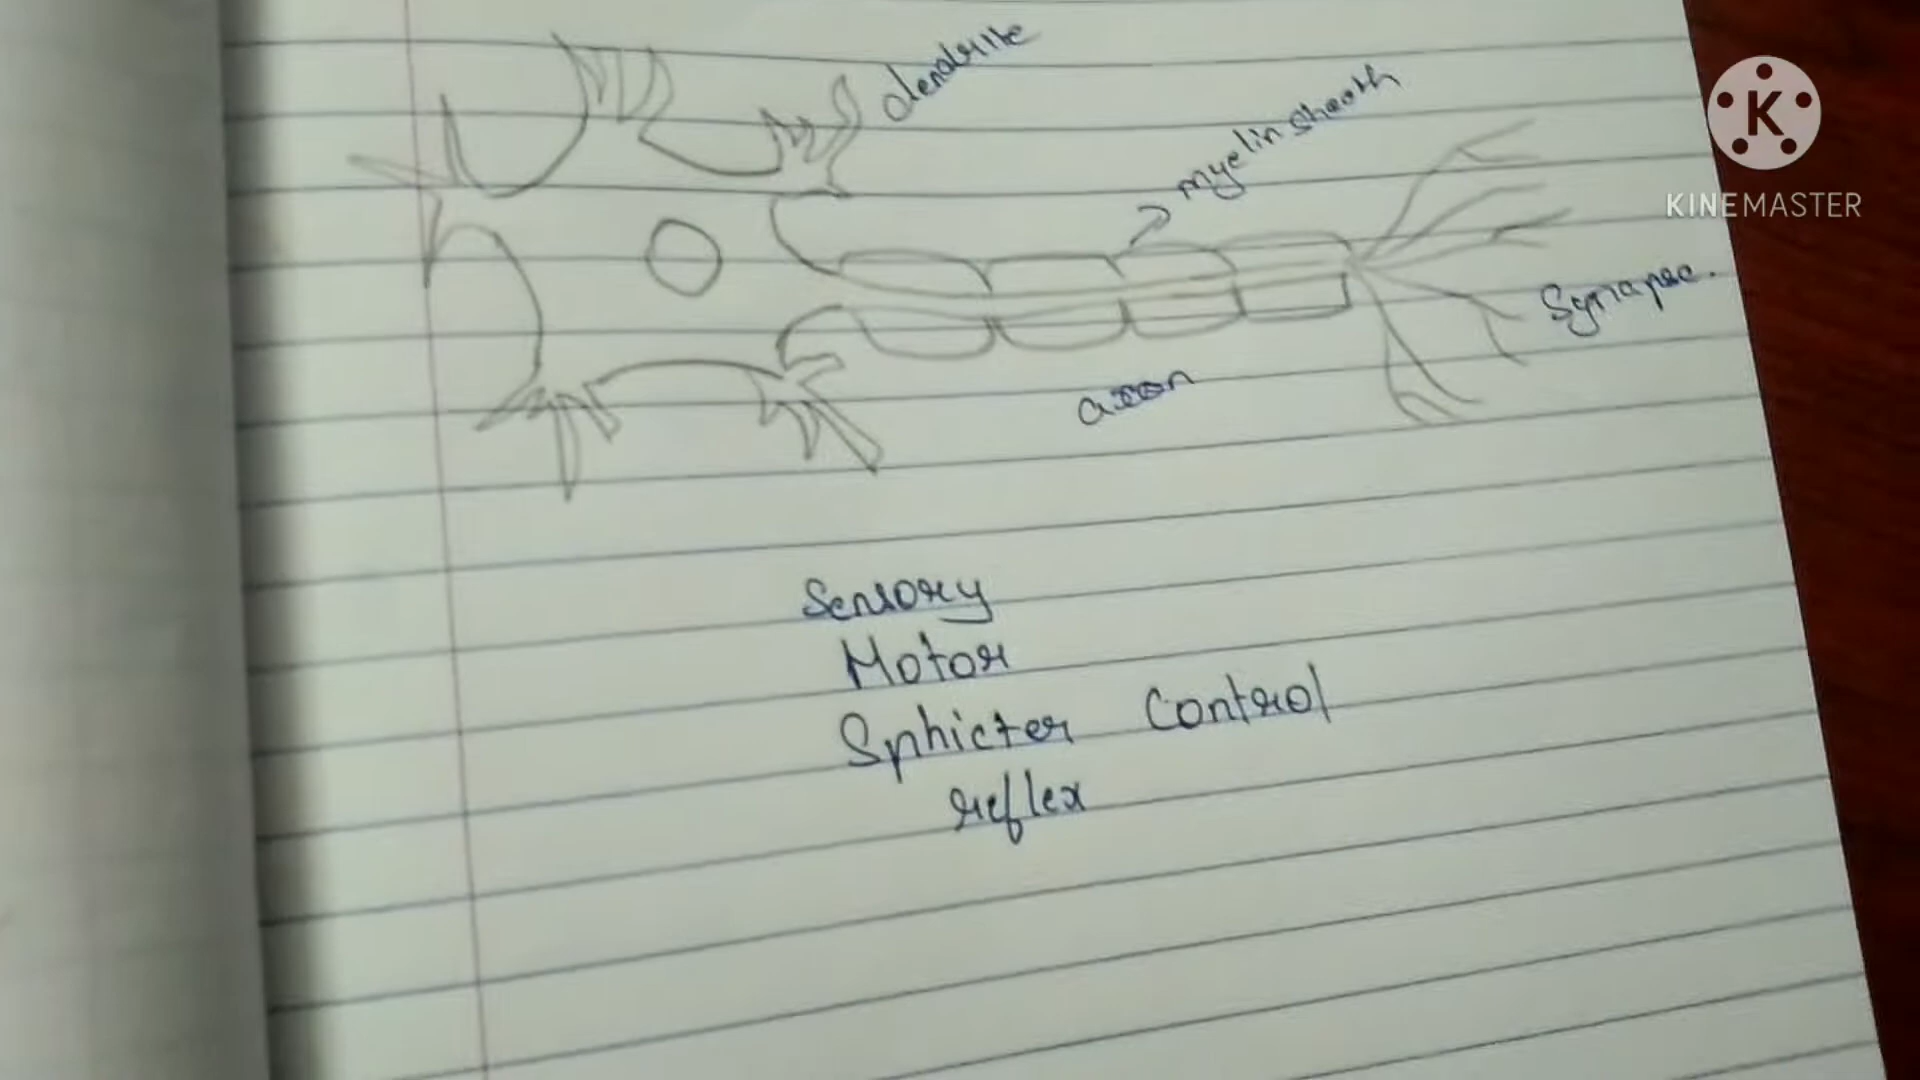 dendrite
myelin sheath
K
KINEMASTER
Synapse.
axon
Sensory
Motor
Sphicter Control
reflex